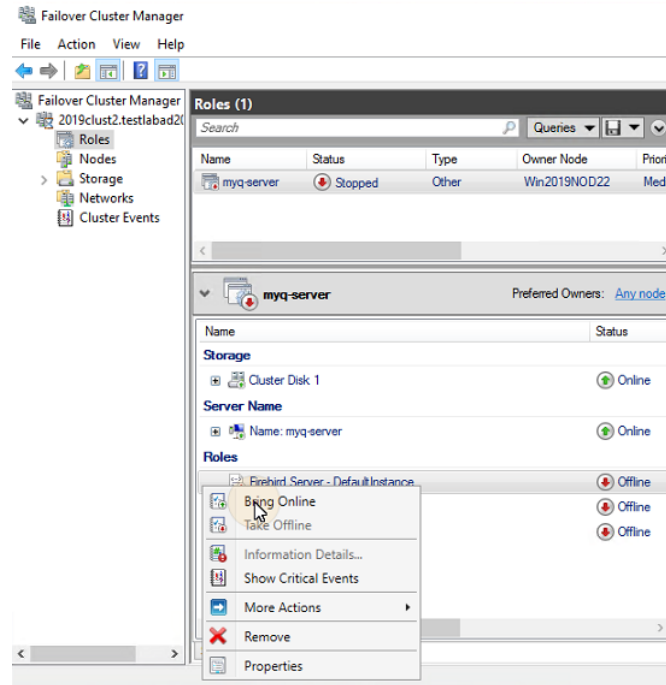 Failover Cluster Manager
File Action View Help
Failover Cluster Manager
2019clust2.testlabad20
Roles
Nodes
Storage
Networks
Cluster Events
Roles (1)
Search Queries
Name Status Type Owner Node Priori
myq-server Stopped Other Win2019NOD22 Med
myq-server Preferred Owners: Any node
Name Status
Storage
Cluster Disk 1 Online
Server Name
Name: myq-server Online
Roles
Firebird Server - DefaultInstance Offline
Offline
Offline
Bring Online
Take Offline
Information Details...
Show Critical Events
More Actions
Remove
Properties